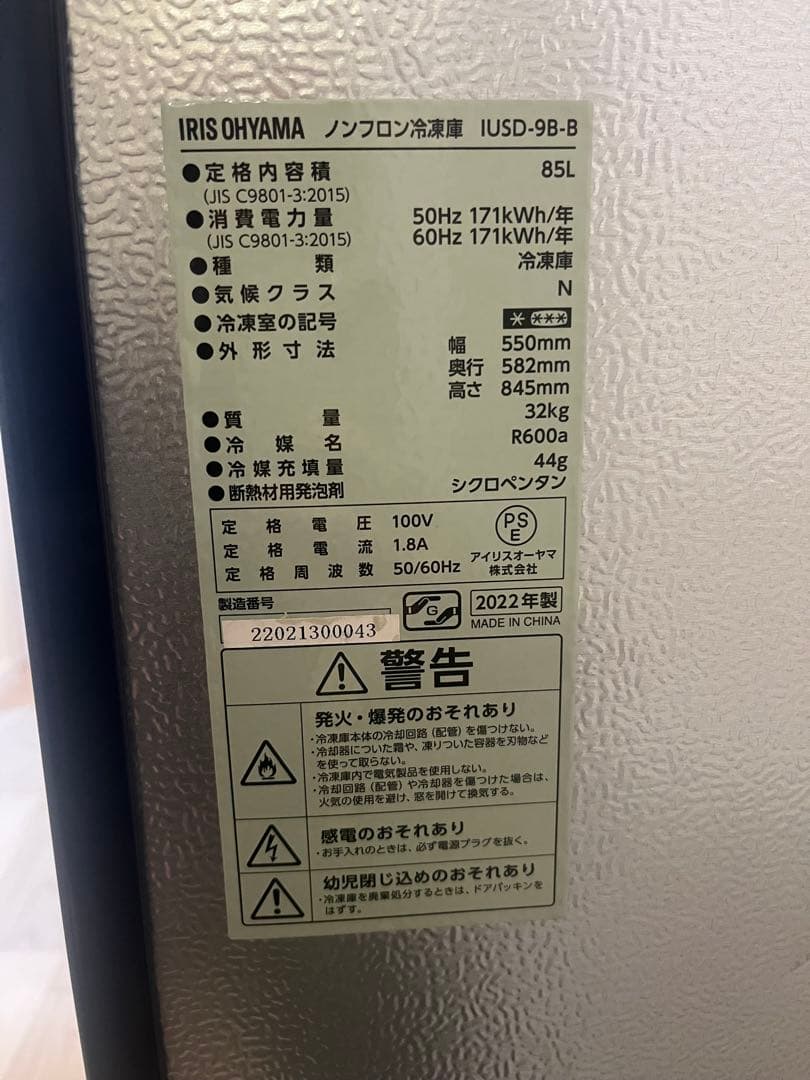 IRIS OHYAMA ノンフロン冷凍庫 IUSD-9B-B
●定格内容積 85L
(JIS C9801-3:2015)
●消費電力量 50Hz 171kWh/年
(JIS C9801-3:2015) 60Hz 171kWh/年
●種類 冷凍庫
●気候クラス N
●冷凍室の記号 * ***
●外形寸法 幅 550mm
奥行 582mm
高さ 845mm
●質量 32kg
●冷媒名 R600a
●冷媒充填量 44g
●断熱材用発泡剤 シクロペンタン
定格電圧 100V
定格電流 1.8A
定格周波数 50/60Hz
PS
E
アイリスオーヤマ
株式会社
製造番号
22021300043
G
2022年製
MADE IN CHINA
警告
発火・爆発のおそれあり
・冷凍庫本体の冷却回路（配管）を傷つけない。
・冷却器についた霜や、凍りついた容器を刃物など
を使って取らない。
・冷凍庫内で電気製品を使用しない。
・冷却回路（配管）や冷却器を傷つけた場合は、
火気の使用を避け、窓を開けて換気する。
感電のおそれあり
・お手入れのときは、必ず電源プラグを抜く。
幼児閉じ込めのおそれあり
・冷凍庫を廃棄処分するときは、ドアパッキンを
はずす。